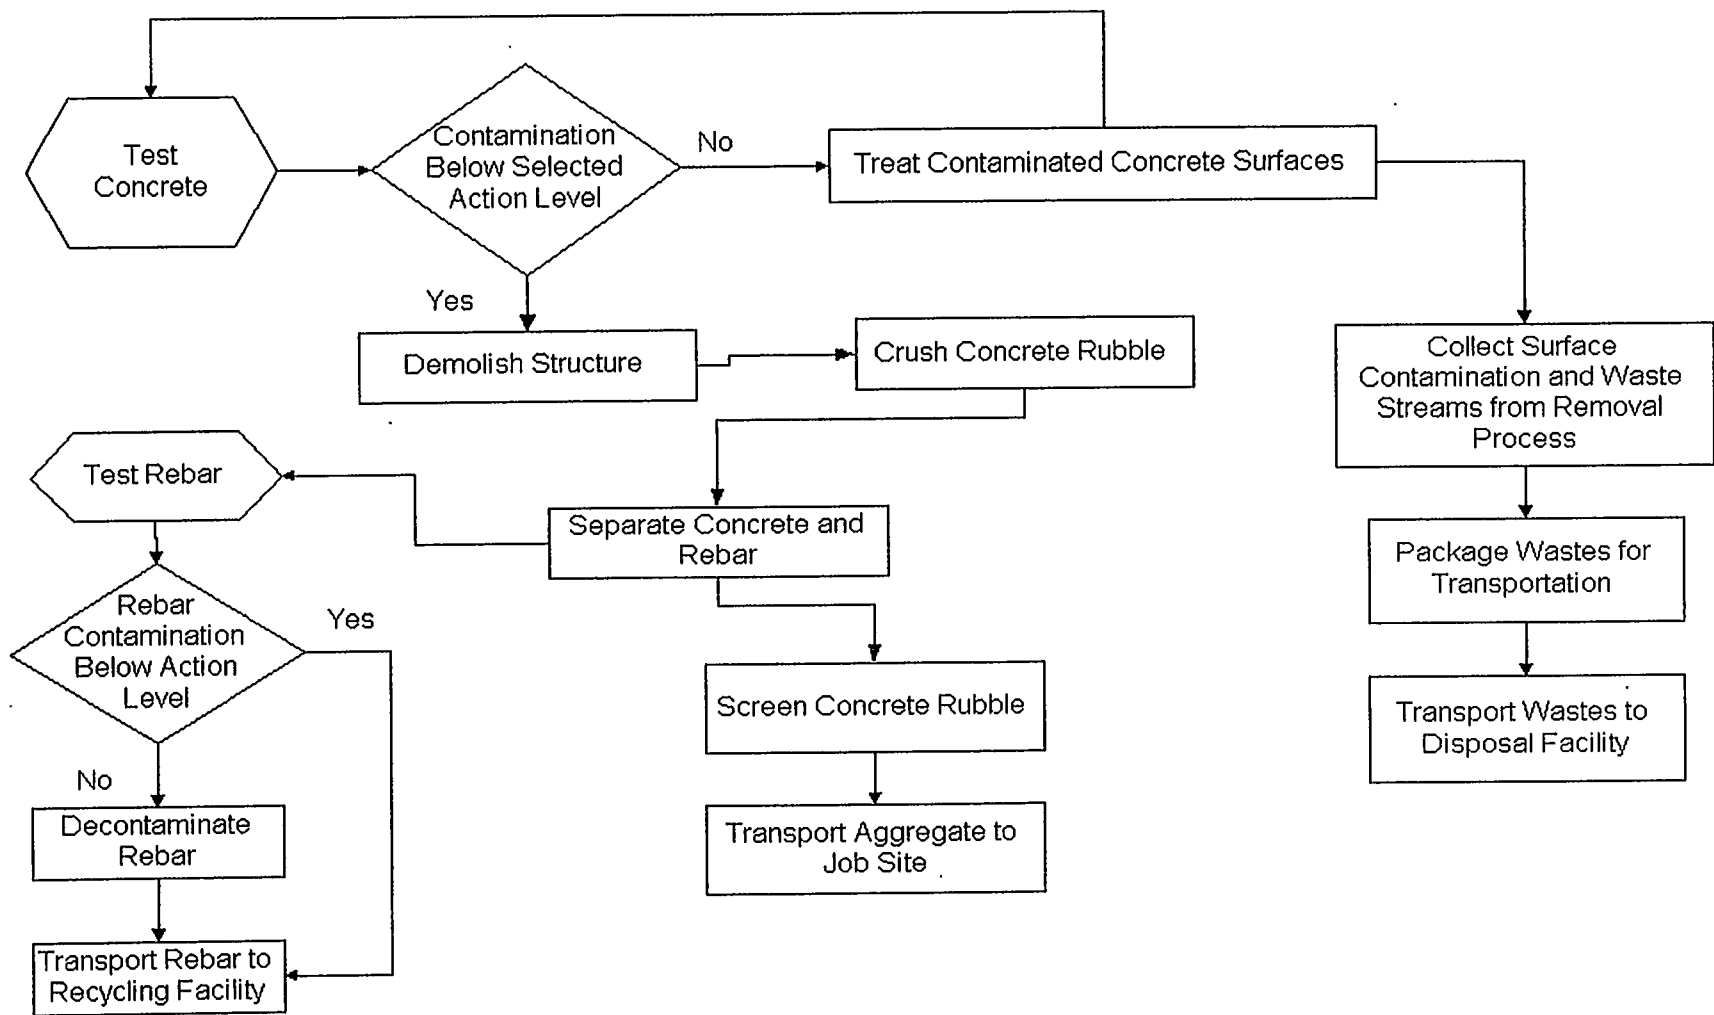 Test
Concrete
Contamination
Below Selected
Action Level
No
Treat Contaminated Concrete Surfaces
Yes
Demolish Structure
Crush Concrete Rubble
Collect Surface
Contamination and Waste
Streams from Removal
Process
Test Rebar
Separate Concrete and
Rebar
Package Wastes for
Transportation
Rebar
Contamination
Below Action
Level
Yes
Screen Concrete Rubble
Transport Wastes to
Disposal Facility
No
Decontaminate
Rebar
Transport Aggregate to
Job Site
Transport Rebar to
Recycling Facility